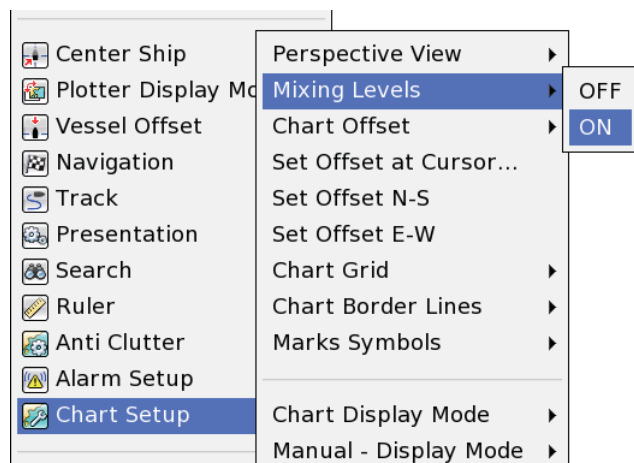 Center Ship
Plotter Display Mo
Vessel Offset
Navigation
Track
Presentation
Search
Ruler
Anti Clutter
Alarm Setup
Chart Setup
Perspective View
Mixing Levels
Chart Offset
Set Offset at Cursor...
Set Offset N-S
Set Offset E-W
Chart Grid
Chart Border Lines
Marks Symbols
Chart Display Mode
Manual - Display Mode
OFF
ON